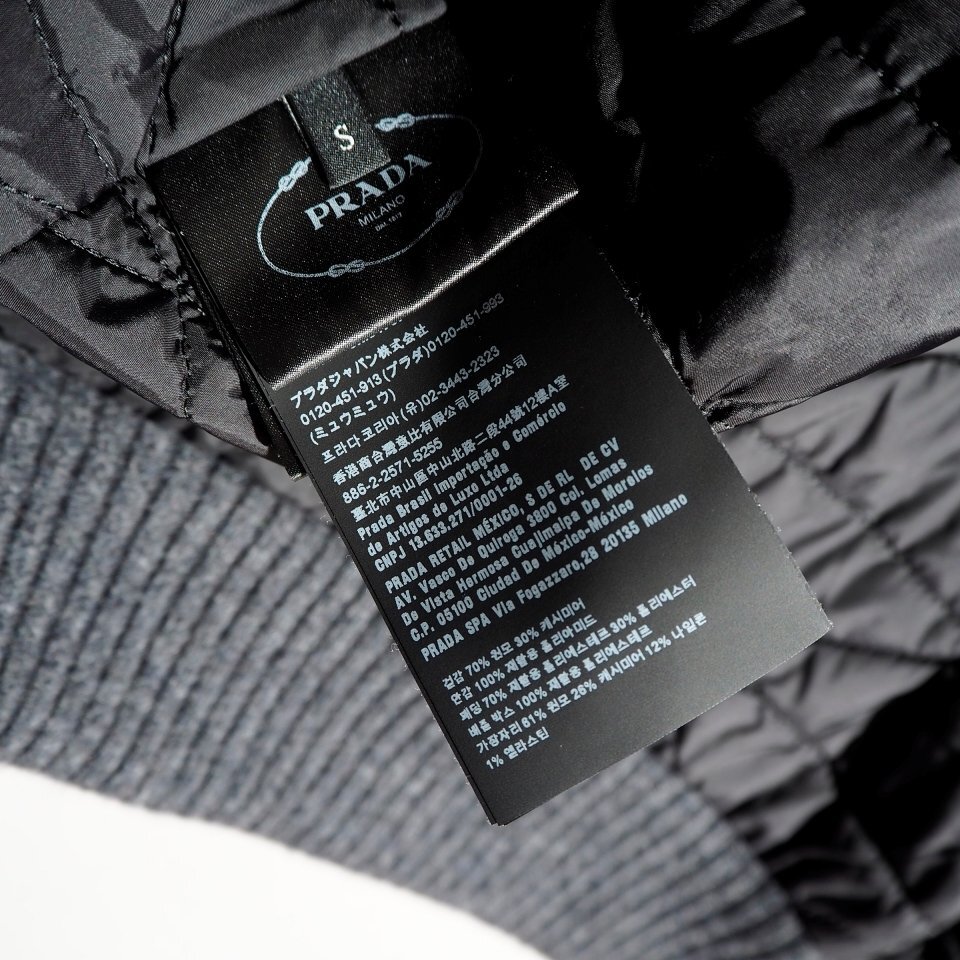 S
PRADA
MILANO
DAL 1913
プラダジャパン株式会社
0120-451-913(プラダ)0120-451-993
(ミュウミュウ)
프라다 코리아(유)02-3443-2323
香港商台灣普比有限公司台灣分公司
886-2-2571-5255
臺北市中山區中山北路二段44號12樓A室
Prada Brasil Importação e Comércio
de Artigos de Luxo Ltda
CNPJ 13.633.271/0001-26
PRADA RETAIL MÉXICO, S DE RL DE CV
AV. Vasco De Quiroga 3800 Col. Lomas
De Vista Hermosa Cuajimalpa De Morelos
C.P. 05100 Ciudad De México-México
PRADA SPA Via Fogazzaro,28 20135 Milano
겉감 70% 원모 30% 캐시미어
안감 100% 재활용 폴리아미드
패딩 70% 재활용 폴리에스테르 30% 폴리에스터
배플 박스 100% 재활용 폴리에스테르
가장자리 61% 원모 26% 캐시미어 12% 나일론
1% 엘라스틴